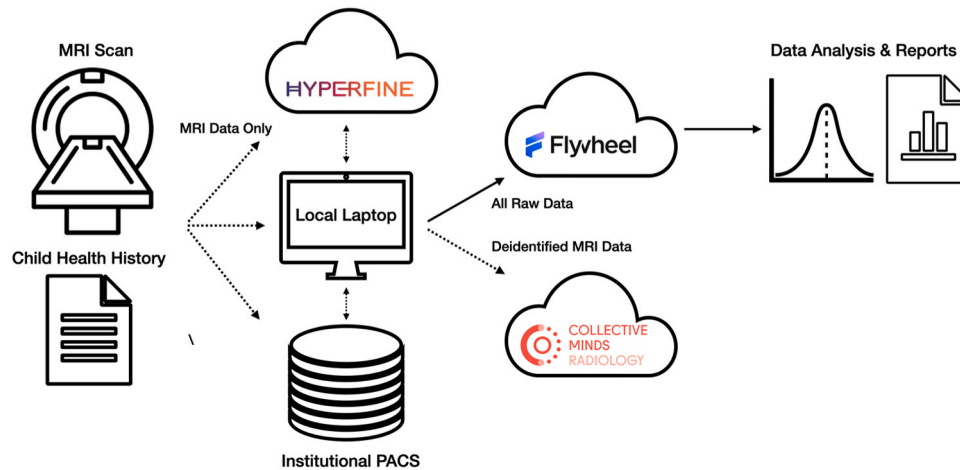 MRI Scan
HYPERFINE
Data Analysis & Reports
MRI Data Only
Flywheel
Local Laptop
All Raw Data
Child Health History
Deidentified MRI Data
\
COLLECTIVE
MINDS
RADIOLOGY
Institutional PACS